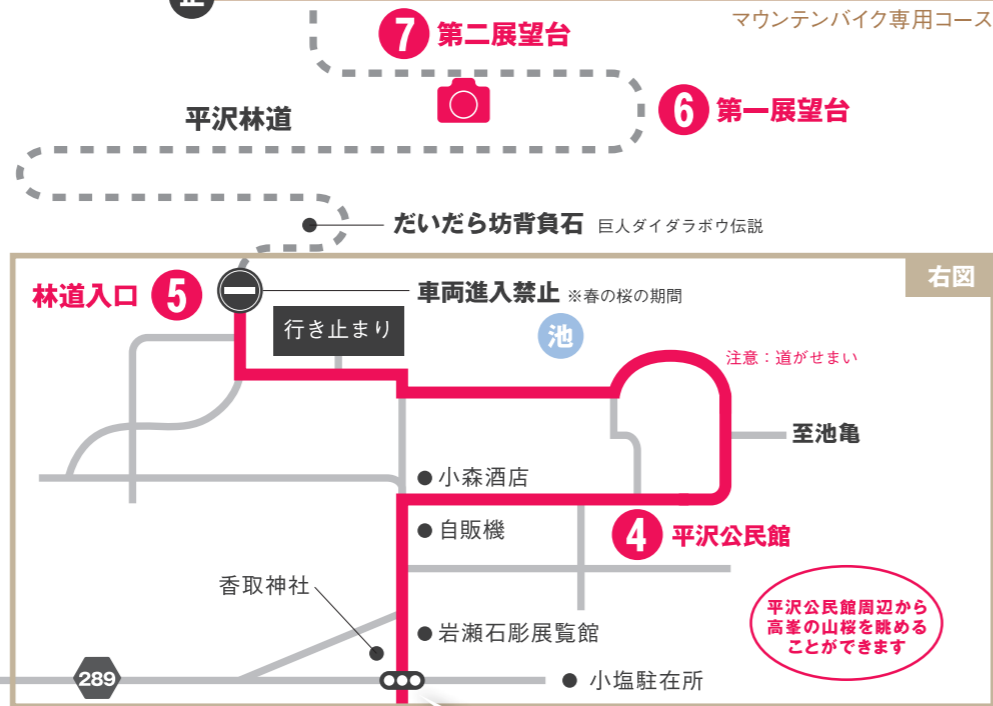 止
マウンテンバイク専用コース
7 第二展望台
6 第一展望台
平沢林道
だいだら坊背負石 巨人ダイダラボウ伝説
右図
林道入口 5
車両進入禁止 ※春の桜の期間
行き止まり
池
注意：道がせまい
至池亀
小森酒店
自販機
4 平沢公民館
香取神社
平沢公民館周辺から
高峯の山桜を眺める
ことができます
岩瀬石彫展覧館
289
小塩駐在所